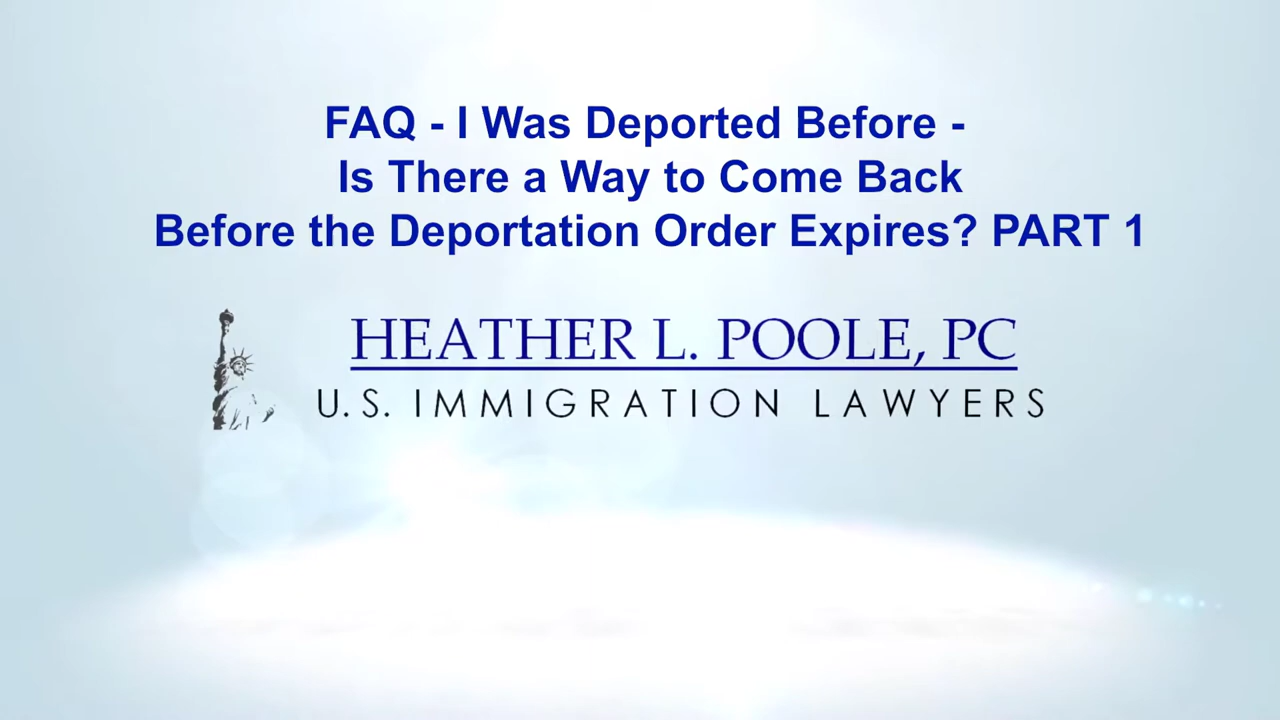 FAQ - I Was Deported Before -
Is There a Way to Come Back
Before the Deportation Order Expires? PART 1
HEATHER L. POOLE, PC
U.S. IMMIGRATION LAWYERS